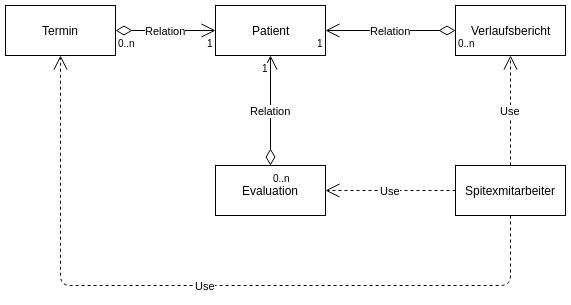 Termin
Relation
0..n
1
Patient
1
Relation
0..n
Verlaufsbericht
1
Relation
0..n
Evaluation
Use
Use
Spitexmitarbeiter
Use